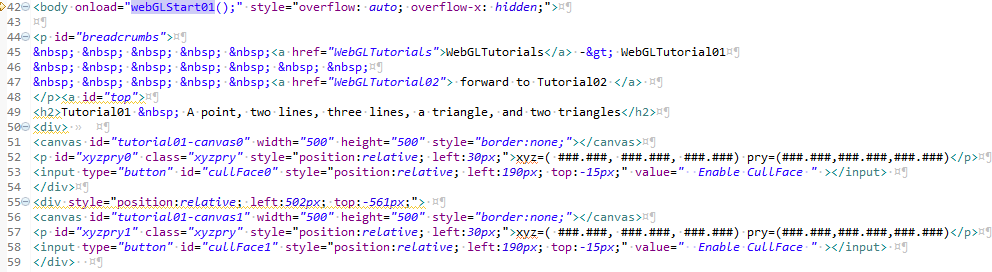 42 <body onload="webGLStart01();" style="overflow: auto; overflow-x: hidden;">¤¶
43 ¤¶
44 <p id="breadcrumbs">¤¶
45 &nbsp; &nbsp; &nbsp; &nbsp; &nbsp;<a href="WebGLTutorials">WebGLTutorials</a> -&gt; WebGLTutorial01¤¶
46 &nbsp; &nbsp; &nbsp; &nbsp; &nbsp; &nbsp; &nbsp;¤¶
47 &nbsp; &nbsp; &nbsp; &nbsp; &nbsp;<a href="WebGLTutorial02"> forward to Tutorial02 </a> ¤¶
48 </p><a id="top">¤¶
49 <h2>Tutorial01 &nbsp; A point, two lines, three lines, a triangle, and two triangles</h2>¤¶
50 <div> » ¤¶
51 <canvas id="tutorial01-canvas0" width="500" height="500" style="border:none;"></canvas>¤¶
52 <p id="xyzpry0" class="xyzpry" style="position:relative; left:30px;">xyz=( ###.###, ###.###, ###.###) pry=(###.###,###.###,###.###)</p>¤¶
53 <input type="button" id="cullFace0" style="position:relative; left:190px; top:-15px;" value="  Enable CullFace " ></input> ¤¶
54 </div>¤¶
55 <div style="position:relative; left:502px; top:-561px;"> ¤¶
56 <canvas id="tutorial01-canvas1" width="500" height="500" style="border:none;"></canvas>¤¶
57 <p id="xyzpry1" class="xyzpry" style="position:relative; left:30px;">xyz=( ###.###, ###.###, ###.###) pry=(###.###,###.###,###.###)</p>¤¶
58 <input type="button" id="cullFace1" style="position:relative; left:190px; top:-15px;" value="  Enable CullFace " ></input> ¤¶
59 </div>  ¤¶